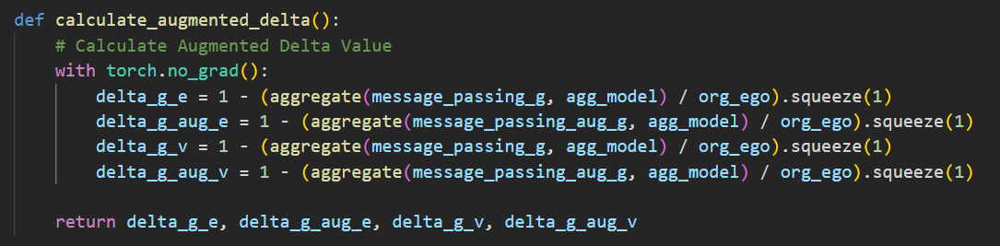 def calculate_augmented_delta():
    # Calculate Augmented Delta Value
    with torch.no_grad():
        delta_g_e = 1 - (aggregate(message_passing_g, agg_model) / org_ego).squeeze(1)
        delta_g_aug_e = 1 - (aggregate(message_passing_aug_g, agg_model) / org_ego).squeeze(1)
        delta_g_v = 1 - (aggregate(message_passing_g, agg_model) / org_ego).squeeze(1)
        delta_g_aug_v = 1 - (aggregate(message_passing_aug_g, agg_model) / org_ego).squeeze(1)

    return delta_g_e, delta_g_aug_e, delta_g_v, delta_g_aug_v